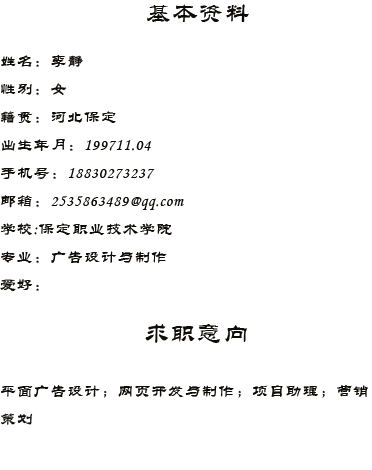 基本资料
姓名：李静
性别：女
籍贯：河北保定
出生年月：199711.04
手机号：18830273237
邮箱：2535863489@qq.com
学校:保定职业技术学院
专业：广告设计与制作
爱好：
求职意向
平面广告设计；网页开发与制作；项目助理；营销
策划